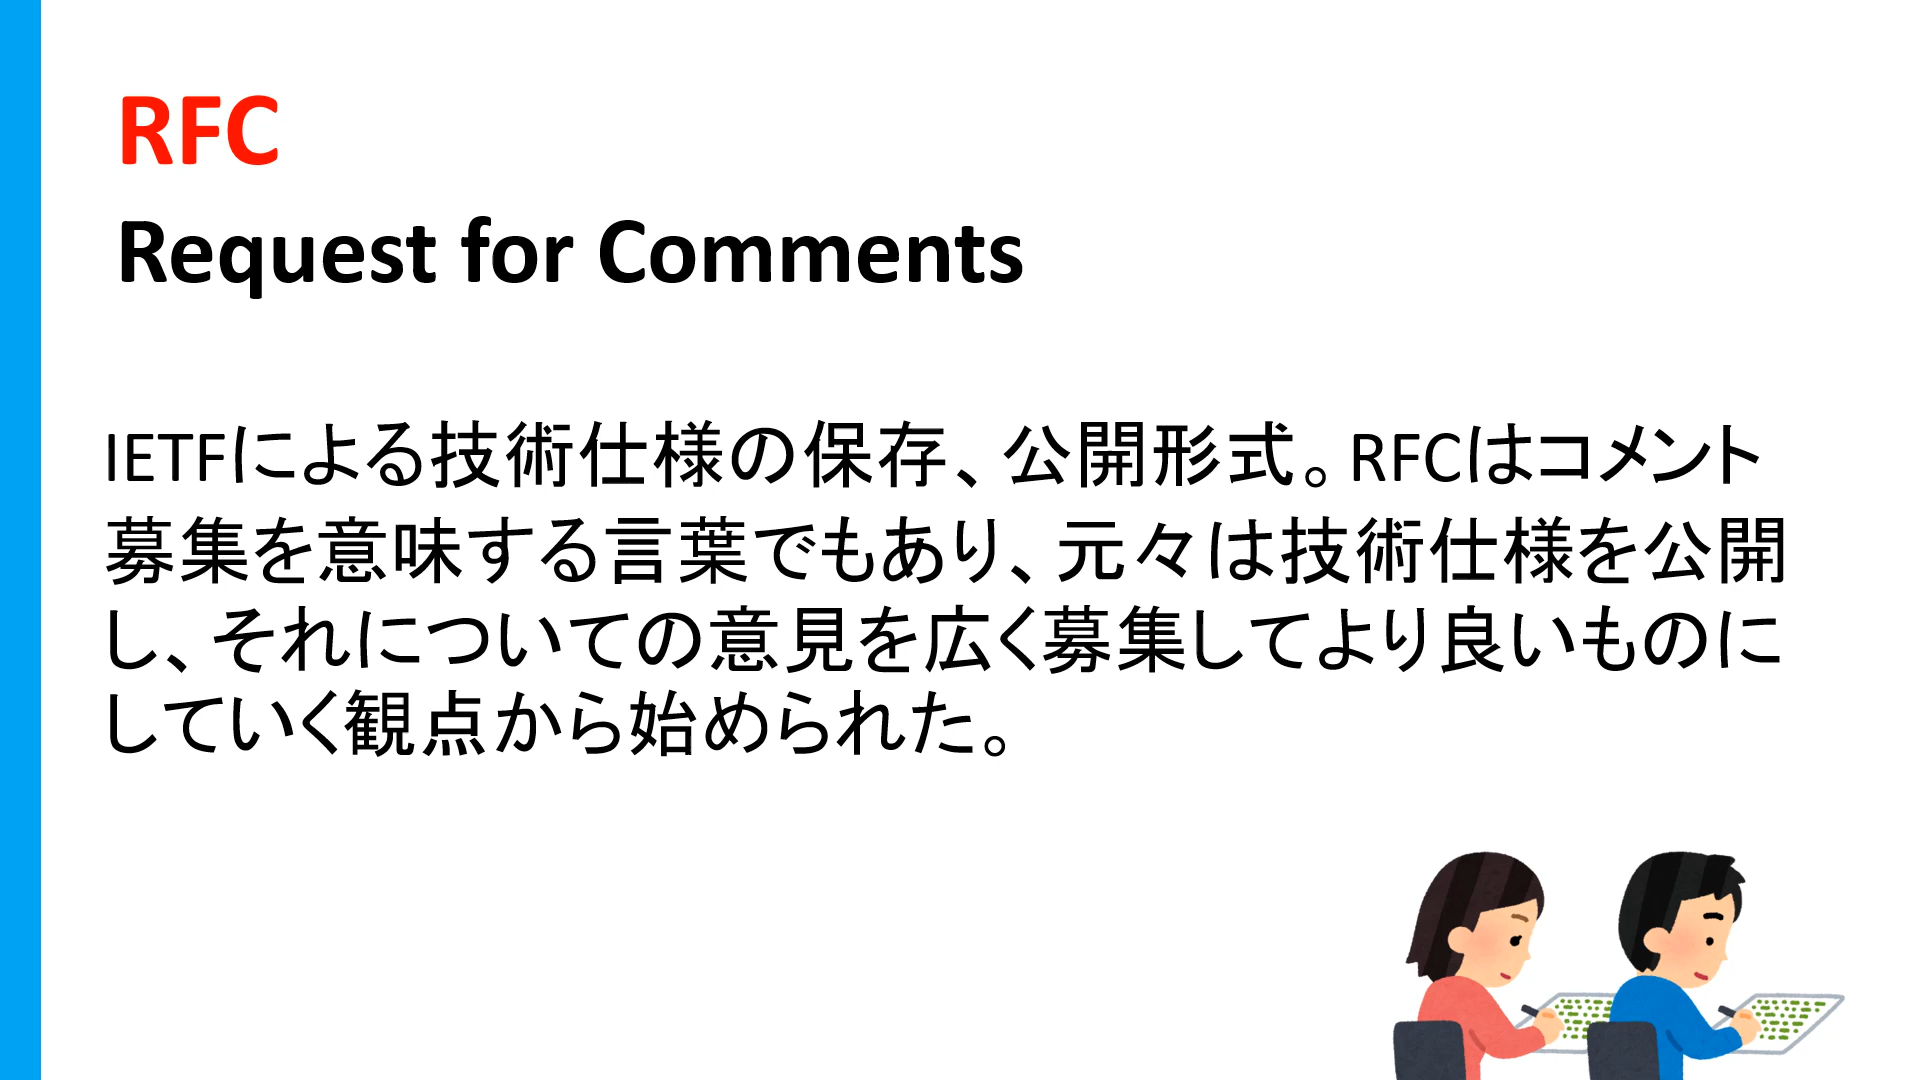 RFC
Request for Comments
IETFによる技術仕様の保存、公開形式。RFCはコメント
募集を意味する言葉でもあり、元々は技術仕様を公開
し、それについての意見を広く募集してより良いものに
していく観点から始められた。